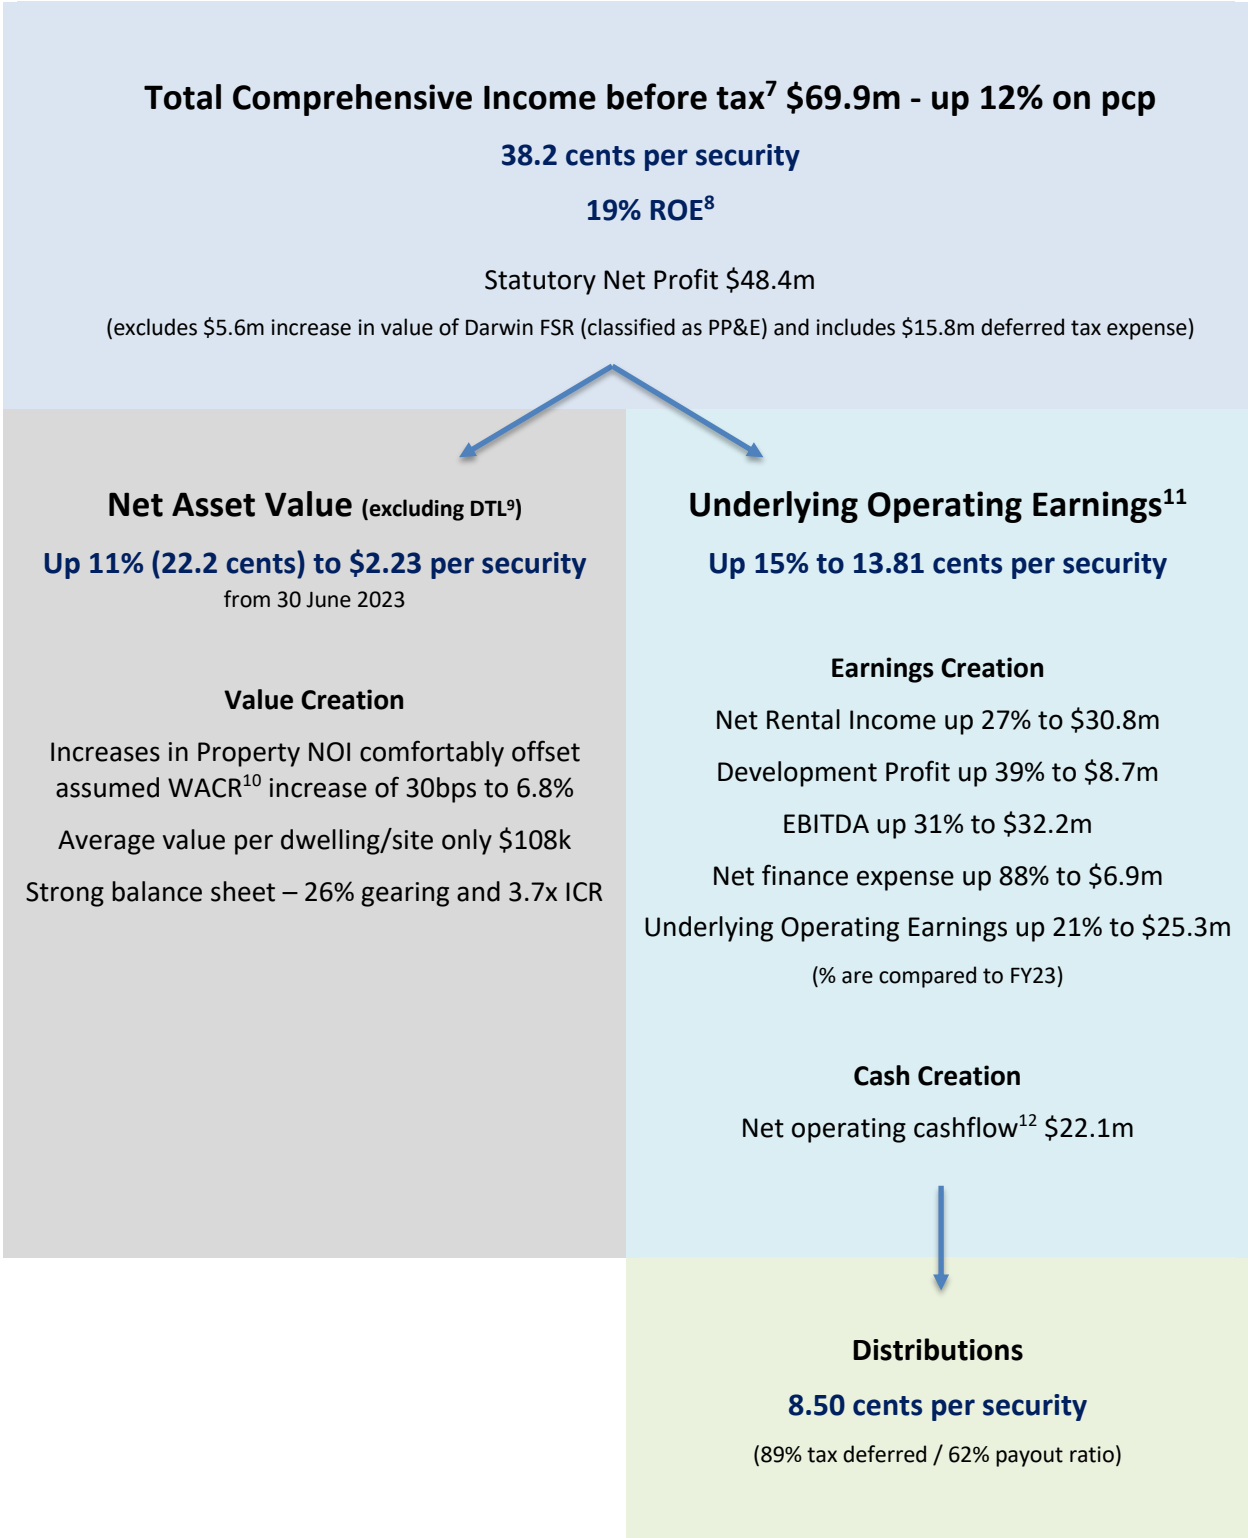 Total Comprehensive Income before tax⁷ $69.9m - up 12% on pcp
38.2 cents per security
19% ROE⁸
Statutory Net Profit $48.4m
(excludes $5.6m increase in value of Darwin FSR (classified as PP&E) and includes $15.8m deferred tax expense)
Net Asset Value (excluding DTL⁹)
Up 11% (22.2 cents) to $2.23 per security
from 30 June 2023
Value Creation
Increases in Property NOI comfortably offset
assumed WACR¹⁰ increase of 30bps to 6.8%
Average value per dwelling/site only $108k
Strong balance sheet – 26% gearing and 3.7x ICR
Underlying Operating Earnings¹¹
Up 15% to 13.81 cents per security
Earnings Creation
Net Rental Income up 27% to $30.8m
Development Profit up 39% to $8.7m
EBITDA up 31% to $32.2m
Net finance expense up 88% to $6.9m
Underlying Operating Earnings up 21% to $25.3m
(% are compared to FY23)
Cash Creation
Net operating cashflow¹² $22.1m
Distributions
8.50 cents per security
(89% tax deferred / 62% payout ratio)